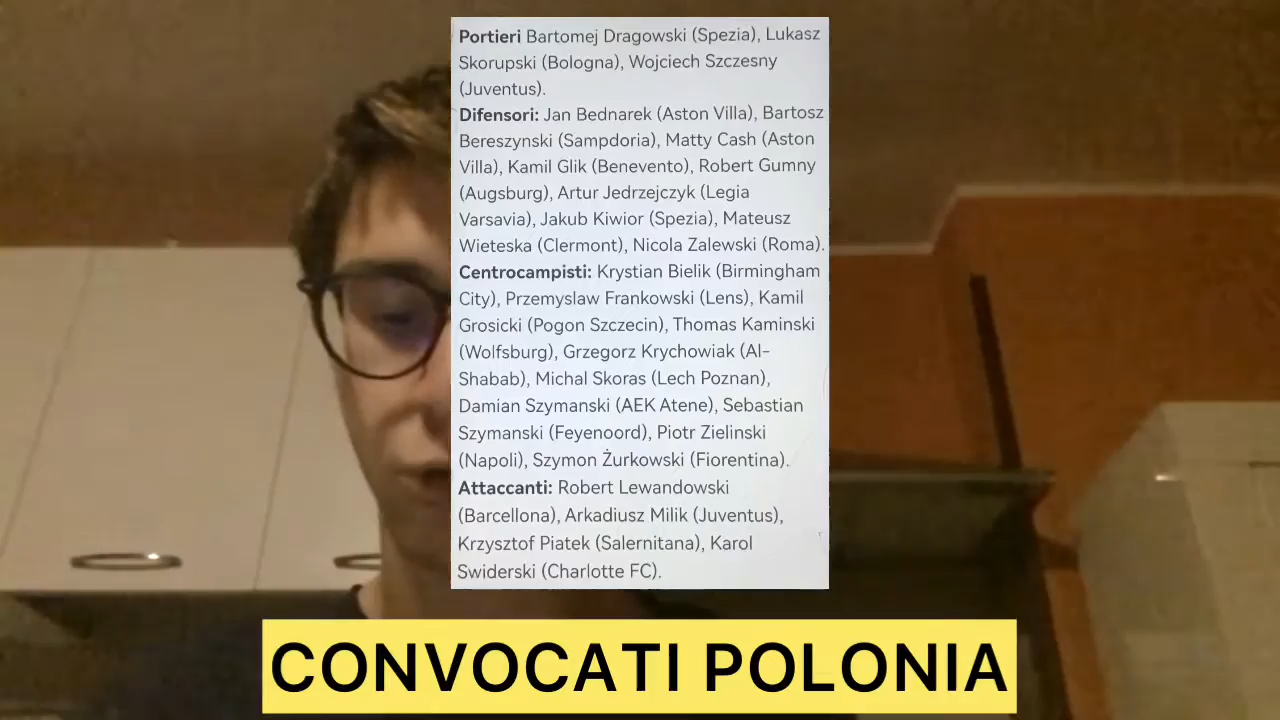 Portieri Bartomej Dragowski (Spezia), Lukasz
Skorupski (Bologna), Wojciech Szczesny
(Juventus).
Difensori: Jan Bednarek (Aston Villa), Bartosz
Bereszynski (Sampdoria), Matty Cash (Aston
Villa), Kamil Glik (Benevento), Robert Gumny
(Augsburg), Artur Jedrzejczyk (Legia
Varsavia), Jakub Kiwior (Spezia), Mateusz
Wieteska (Clermont), Nicola Zalewski (Roma).
Centrocampisti: Krystian Bielik (Birmingham
City), Przemyslaw Frankowski (Lens), Kamil
Grosicki (Pogon Szczecin), Thomas Kaminski
(Wolfsburg), Grzegorz Krychowiak (Al-
Shabab), Michal Skoras (Lech Poznan),
Damian Szymanski (AEK Atene), Sebastian
Szymanski (Feyenoord), Piotr Zielinski
(Napoli), Szymon Żurkowski (Fiorentina).
Attaccanti: Robert Lewandowski
(Barcellona), Arkadiusz Milik (Juventus),
Krzysztof Piatek (Salernitana), Karol
Swiderski (Charlotte FC).
CONVOCATI POLONIA